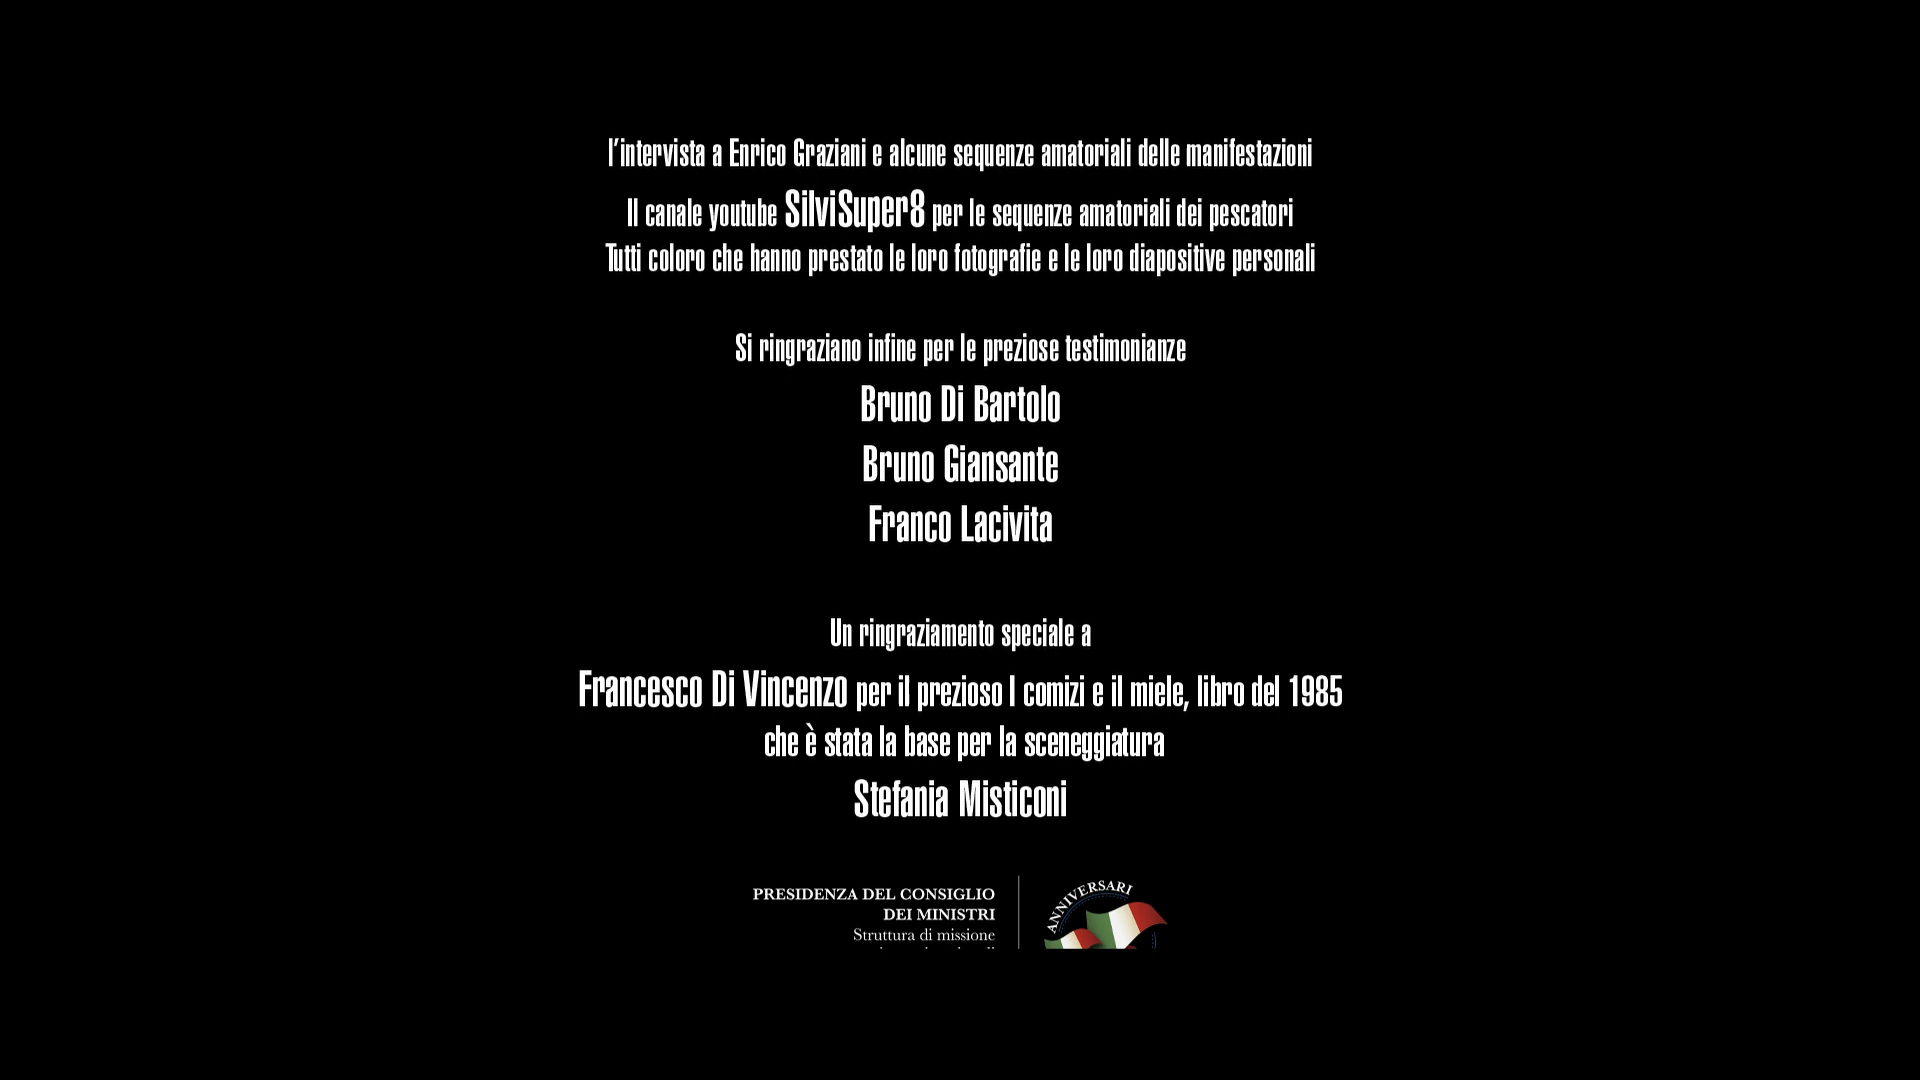 l'intervista a Enrico Graziani e alcune sequenze amatoriali delle manifestazioni
Il canale youtube SilviSuper8 per le sequenze amatoriali dei pescatori
Tutti coloro che hanno prestato le loro fotografie e le loro diapositive personali
Si ringraziano infine per le preziose testimonianze
Bruno Di Bartolo
Bruno Giansante
Franco Lacivita
Un ringraziamento speciale a
Francesco Di Vincenzo per il prezioso I comizi e il miele, libro del 1985
che è stata la base per la sceneggiatura
Stefania Misticoni
PRESIDENZA DEL CONSIGLIO
DEI MINISTRI
Struttura di missione
ANNIVERSARI